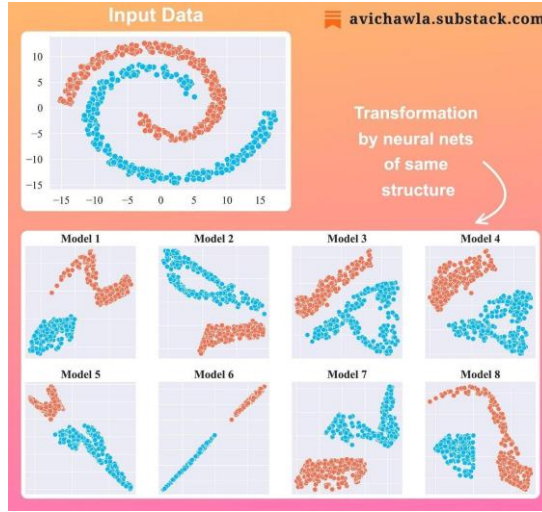 Input Data
avichawla.substack.com
10
5
0
−5
−10
−15
−15 −10 −5 0 5 10 15
Transformation
by neural nets
of same
structure
Model 1 Model 2 Model 3 Model 4
Model 5 Model 6 Model 7 Model 8